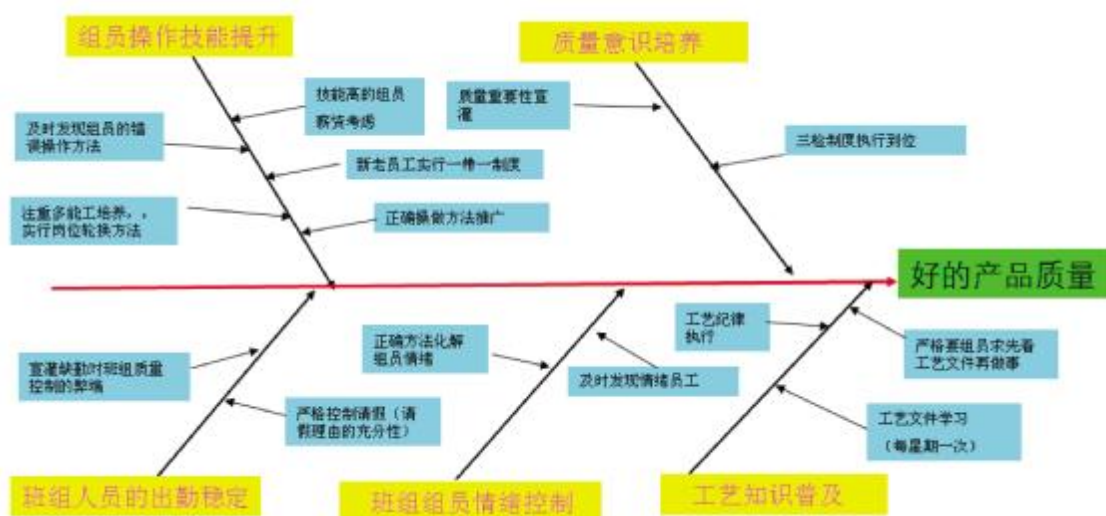 组员操作技能提升
质量意识培养
技能高的组员
薪资考虑
质量重要性宣
灌
及时发现组员的错
误操作方法
三检制度执行到位
新老员工实行一带一制度
注重多能工培养，，
实行岗位轮换方法
正确操做方法推广
好的产品质量
工艺纪律
执行
正确方法化解
组员情绪
严格要组员求先看
工艺文件再做事
宣灌缺勤对班组质量
控制的弊端
及时发现情绪员工
严格控制请假（请
假理由的充分性）
工艺文件学习
（每星期一次）
班组人员的出勤稳定
班组组员情绪控制
工艺知识普及